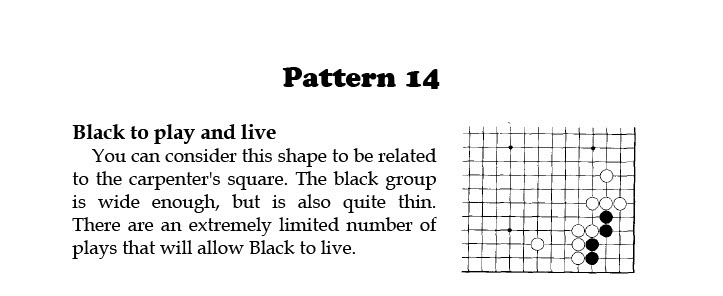 Pattern 14
Black to play and live
You can consider this shape to be related
to the carpenter's square. The black group
is wide enough, but is also quite thin.
There are an extremely limited number of
plays that will allow Black to live.